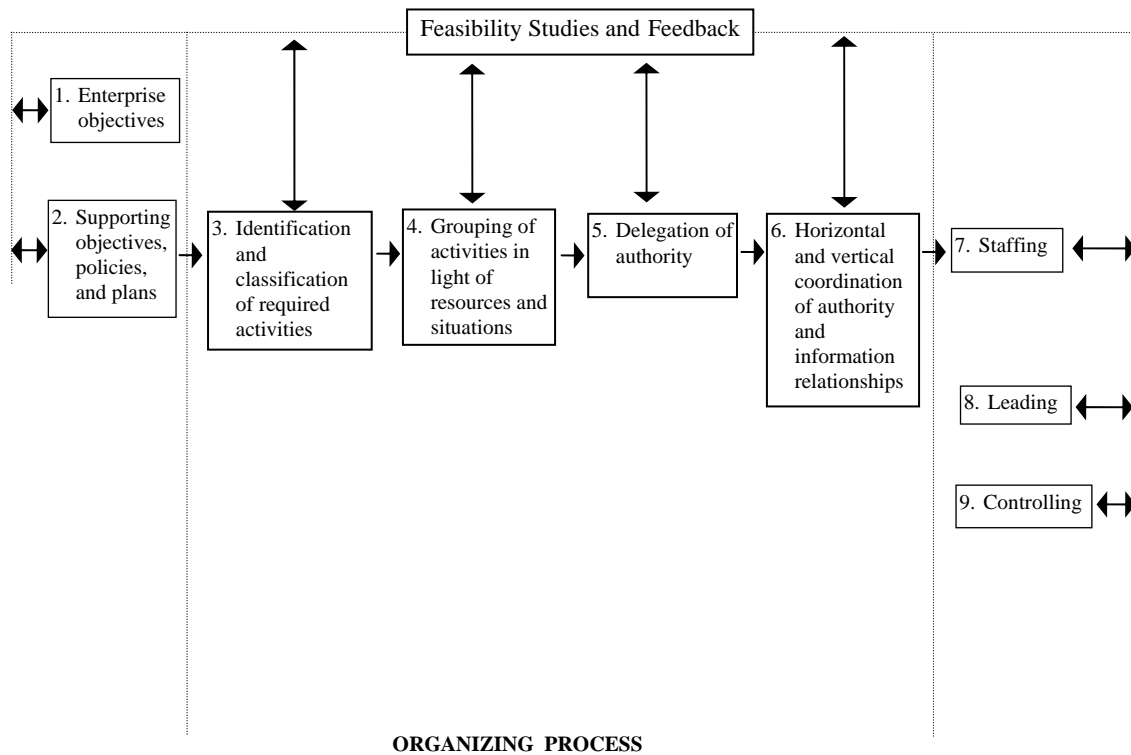 Feasibility Studies and Feedback
1. Enterprise
objectives
2. Supporting
objectives,
policies,
and plans
3. Identification
and
classification
of required
activities
4. Grouping of
activities in
light of
resources and
situations
5. Delegation of
authority
6. Horizontal
and vertical
coordination
of authority
and
information
relationships
7. Staffing
8. Leading
9. Controlling
ORGANIZING PROCESS